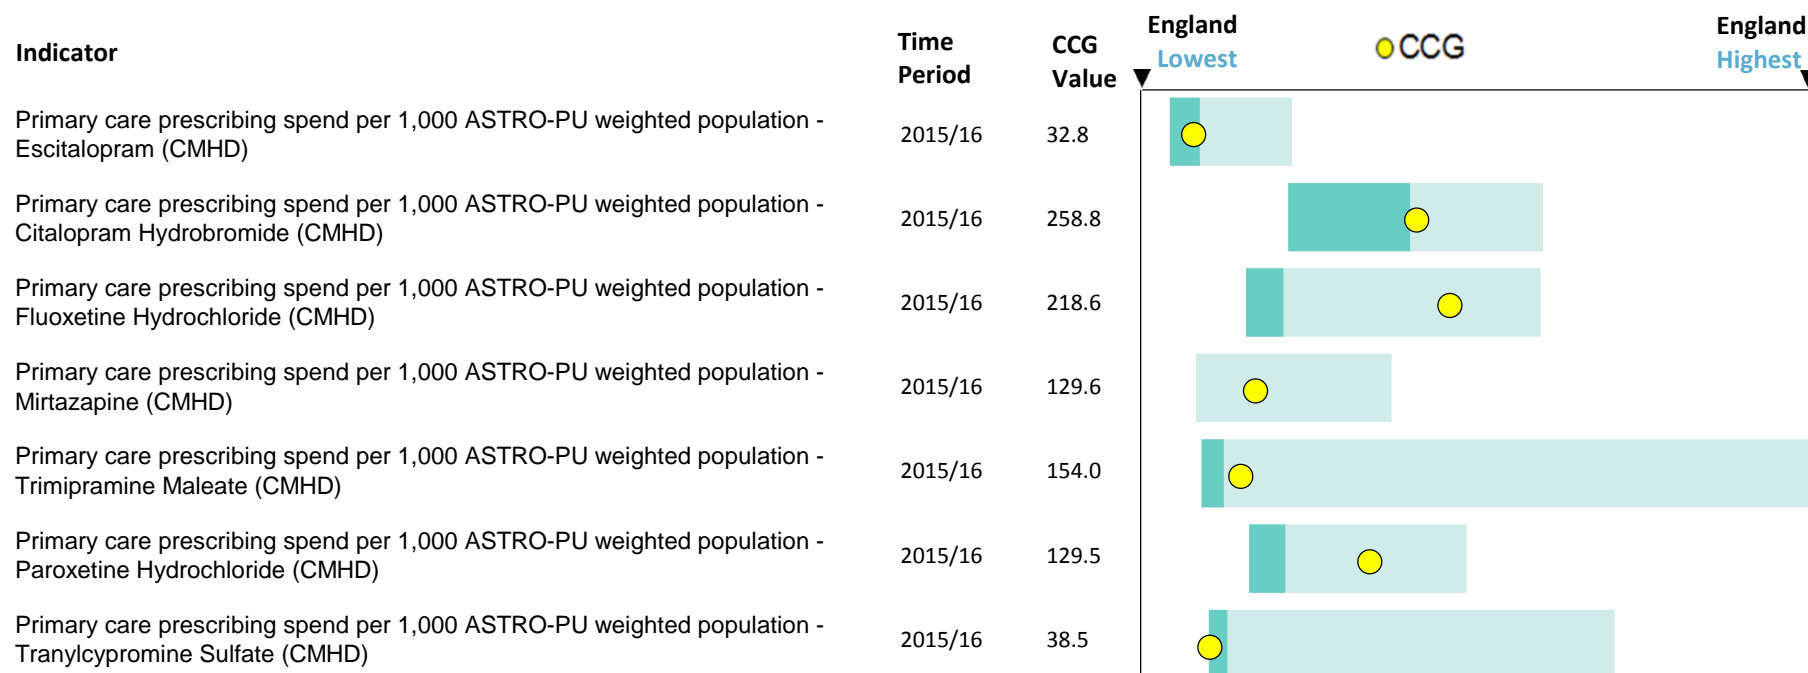 Indicator
Time Period
CCG Value
England Lowest
CCG
England Highest
Primary care prescribing spend per 1,000 ASTRO-PU weighted population -
Escitalopram (CMHD)
2015/16
32.8
Primary care prescribing spend per 1,000 ASTRO-PU weighted population -
Citalopram Hydrobromide (CMHD)
2015/16
258.8
Primary care prescribing spend per 1,000 ASTRO-PU weighted population -
Fluoxetine Hydrochloride (CMHD)
2015/16
218.6
Primary care prescribing spend per 1,000 ASTRO-PU weighted population -
Mirtazapine (CMHD)
2015/16
129.6
Primary care prescribing spend per 1,000 ASTRO-PU weighted population -
Trimipramine Maleate (CMHD)
2015/16
154.0
Primary care prescribing spend per 1,000 ASTRO-PU weighted population -
Paroxetine Hydrochloride (CMHD)
2015/16
129.5
Primary care prescribing spend per 1,000 ASTRO-PU weighted population -
Tranylcypromine Sulfate (CMHD)
2015/16
38.5